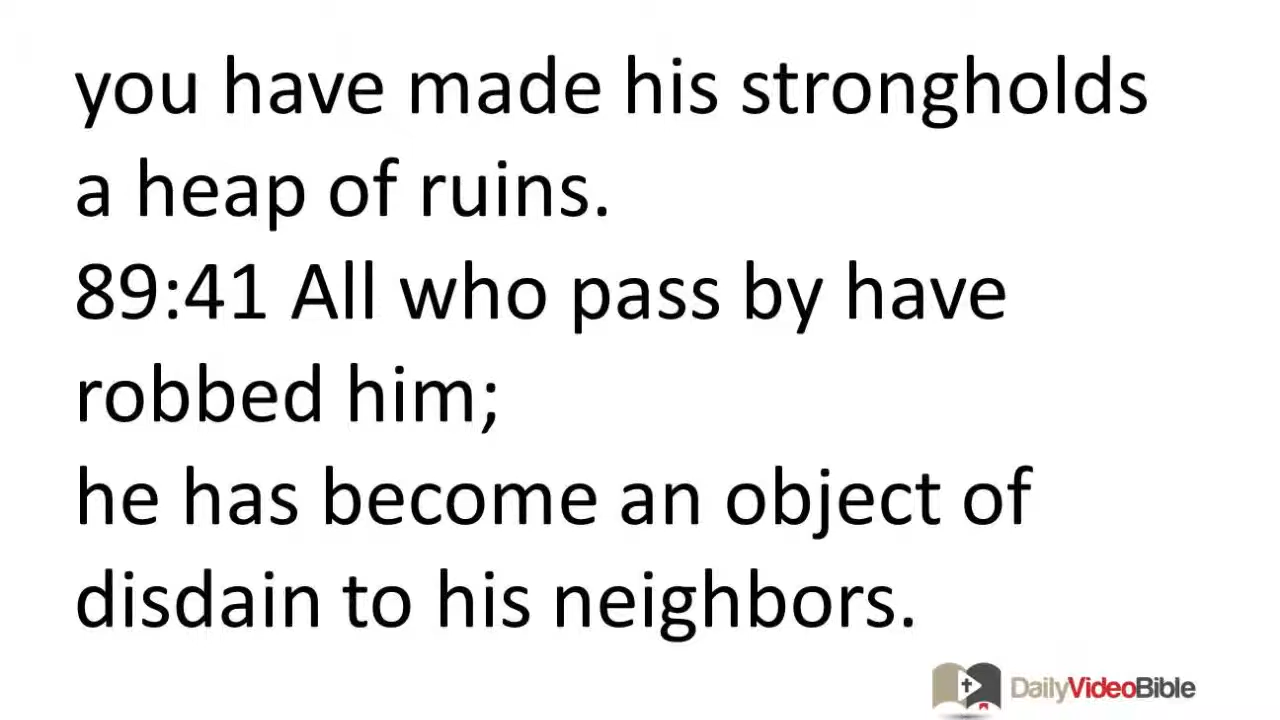 you have made his strongholds
a heap of ruins.
89:41 All who pass by have
robbed him;
he has become an object of
disdain to his neighbors.
DailyVideoBible